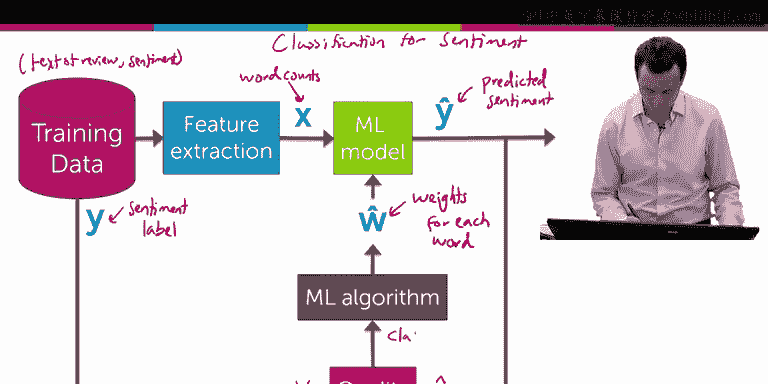 Classification for Sentiment
(text of review, sentiment)
word counts
predicted
sentiment
Training
Data
Feature
extraction
x
ML
model
ŷ
y
sentiment
label
ŵ
weights
for each
word
ML algorithm
Cla